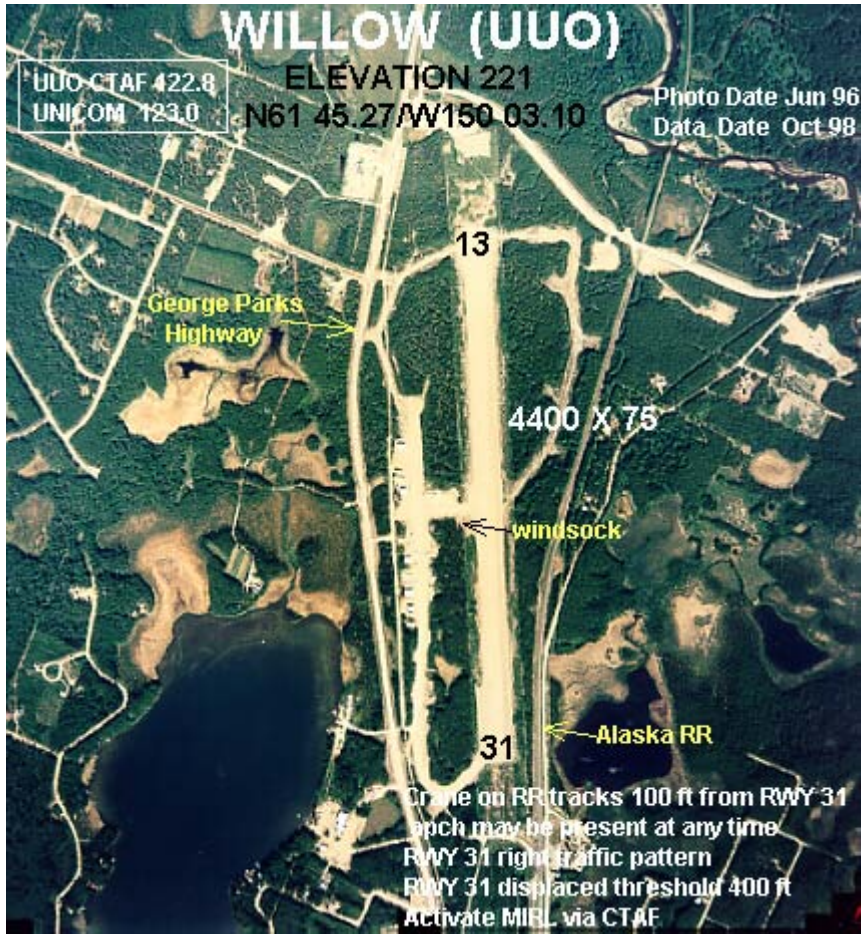 WILLOW (UUO)
ELEVATION 221
N61 45.27/W150 03.10
UUO CTAF 422.8
UNICOM 123.0
Photo Date Jun 96
Data Date Oct 98
13
George Parks
Highway
4400 X 75
windsock
31
Alaska RR
Crane on RR tracks 100 ft from RWY 31
apch may be present at any time
RWY 31 right traffic pattern
RWY 31 displaced threshold 400 ft
Activate MIRL via CTAF